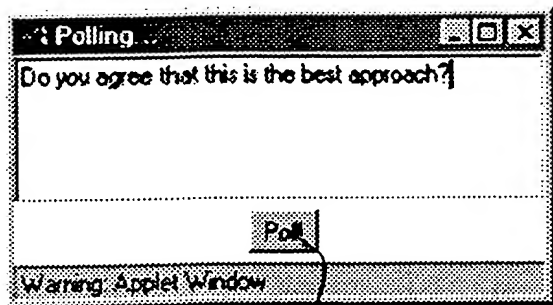 Polling...
Do you agree that this is the best approach?
Poll
Warning: Applet Window